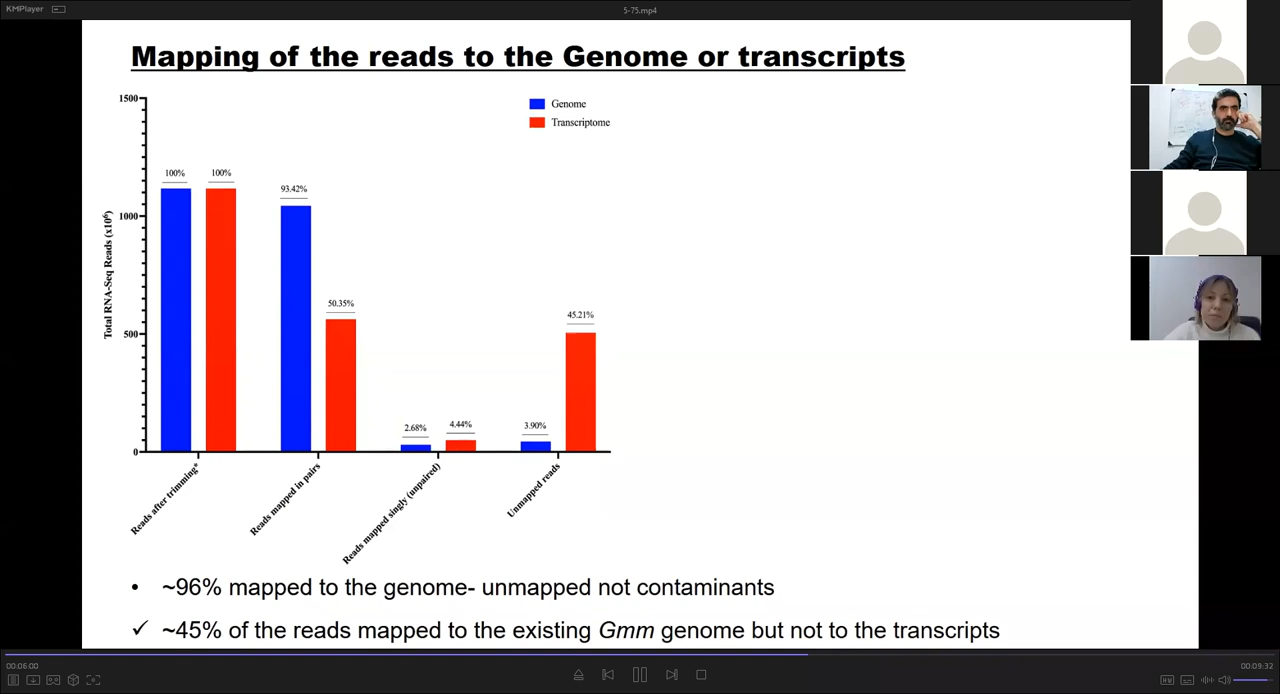 KMPlayer
5-75.mp4
Mapping of the reads to the Genome or transcripts
Genome
Transcriptome
Total RNA-Seq Reads (x10⁶)
1500
1000
500
0
100%
100%
93.42%
50.35%
2.68%
4.44%
3.90%
45.21%
Reads after trimming*
Reads mapped in pairs
Reads mapped singly (unpaired)
Unmapped reads
• ~96% mapped to the genome- unmapped not contaminants
✓ ~45% of the reads mapped to the existing Gmm genome but not to the transcripts
00:06:00
00:09:32